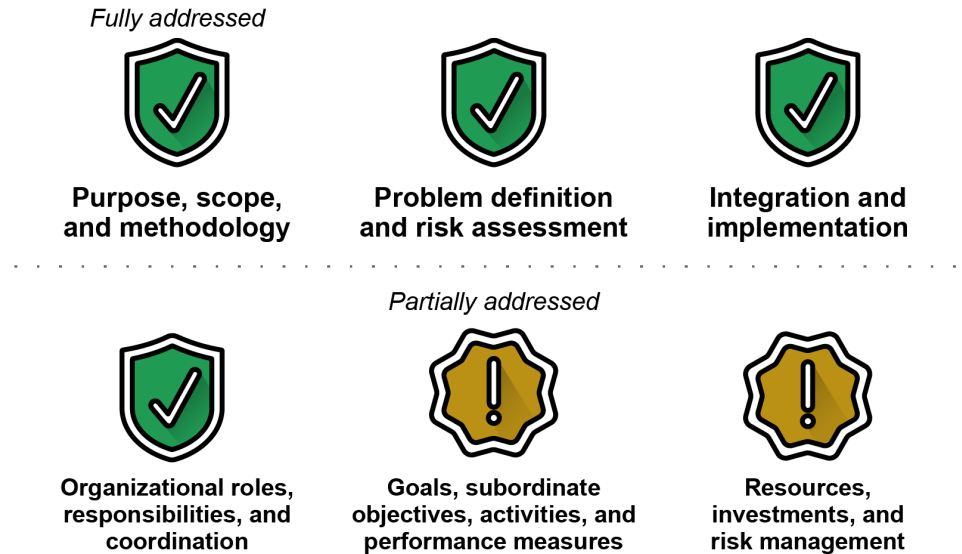 Fully addressed
Purpose, scope,
and methodology
Problem definition
and risk assessment
Integration and
implementation
Partially addressed
Organizational roles,
responsibilities, and
coordination
Goals, subordinate
objectives, activities, and
performance measures
Resources,
investments, and
risk management